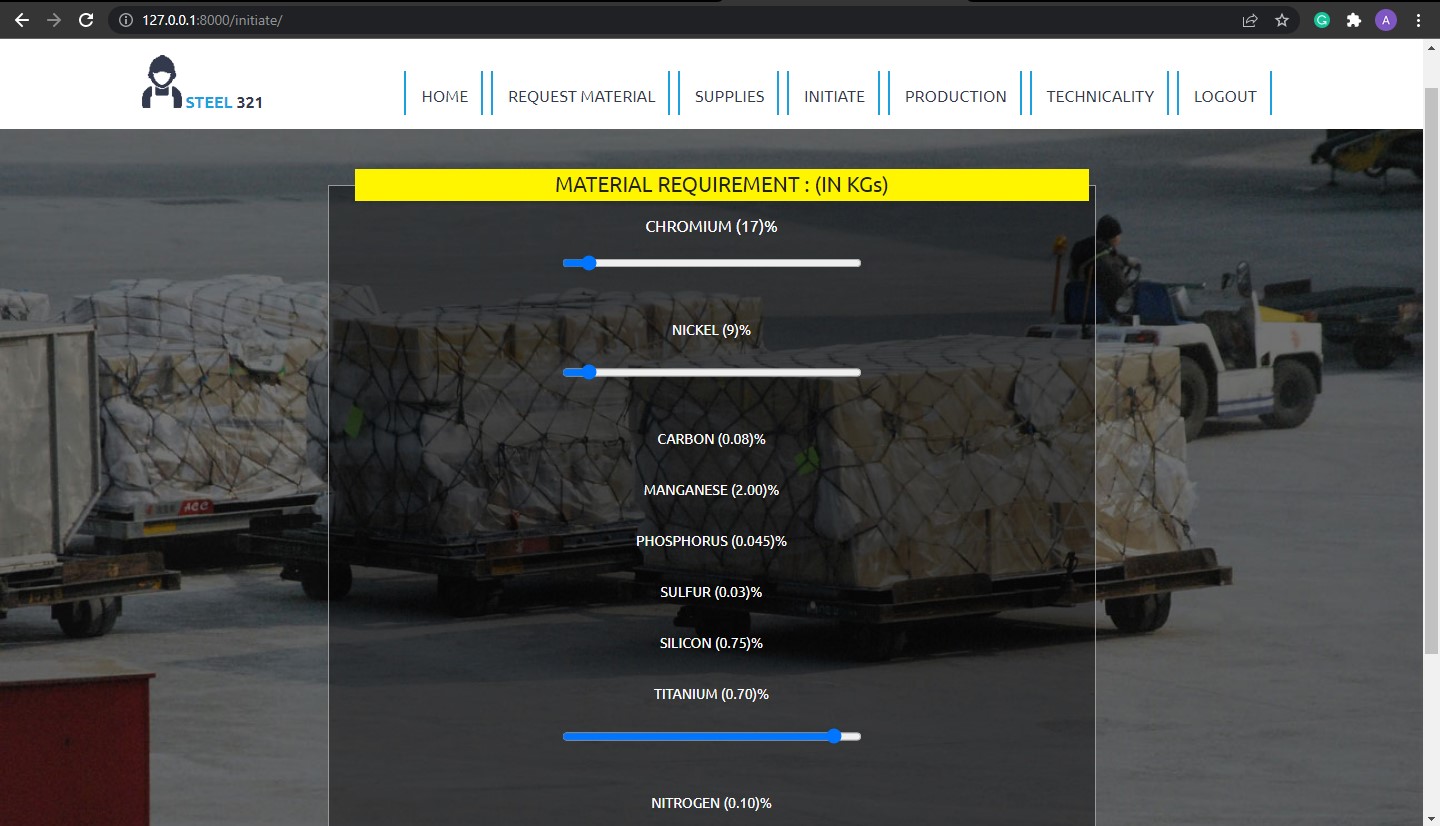 127.0.0.1:8000/initiate/
G
A
STEEL 321
HOME
REQUEST MATERIAL
SUPPLIES
INITIATE
PRODUCTION
TECHNICALITY
LOGOUT
MATERIAL REQUIREMENT : (IN KGs)
CHROMIUM (17)%
NICKEL (9)%
CARBON (0.08)%
MANGANESE (2.00)%
PHOSPHORUS (0.045)%
ACC
SULFUR (0.03)%
SILICON (0.75)%
TITANIUM (0.70)%
NITROGEN (0.10)%